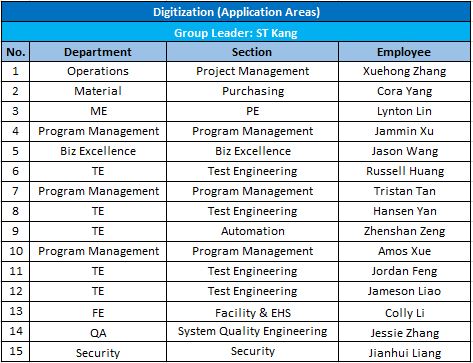 Digitization (Application Areas)
Group Leader: ST Kang
No. Department Section Employee
1 Operations Project Management Xuehong Zhang
2 Material Purchasing Cora Yang
3 ME PE Lynton Lin
4 Program Management Program Management Jammin Xu
5 Biz Excellence Biz Excellence Jason Wang
6 TE Test Engineering Russell Huang
7 Program Management Program Management Tristan Tan
8 TE Test Engineering Hansen Yan
9 TE Automation Zhenshan Zeng
10 Program Management Program Management Amos Xue
11 TE Test Engineering Jordan Feng
12 TE Test Engineering Jameson Liao
13 FE Facility & EHS Colly Li
14 QA System Quality Engineering Jessie Zhang
15 Security Security Jianhui Liang